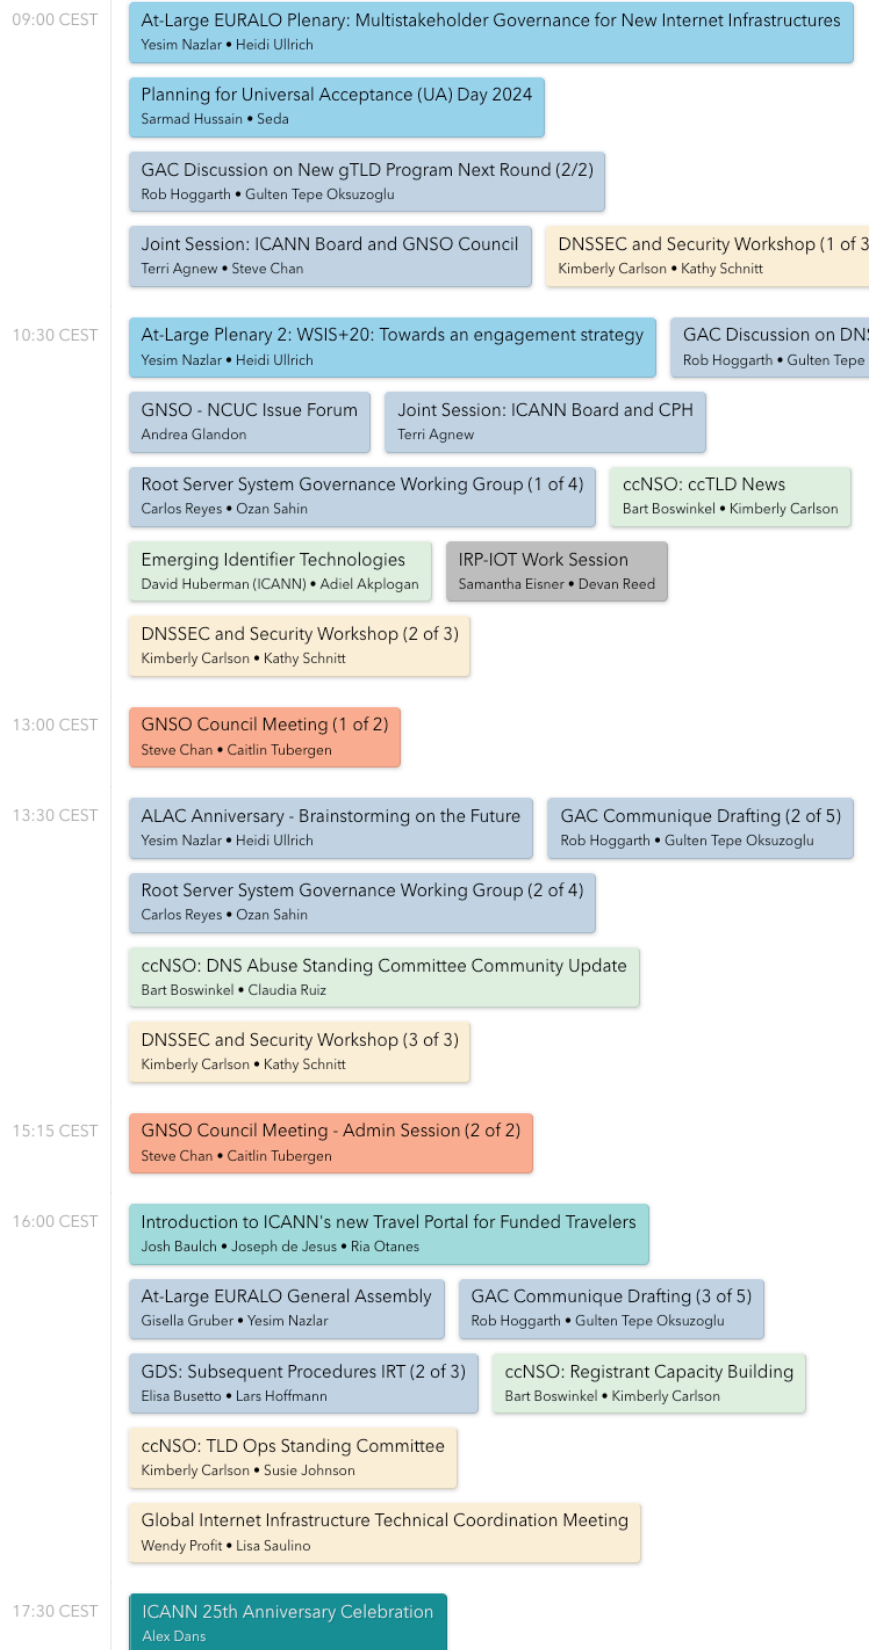 09:00 CEST
At-Large EURALO Plenary: Multistakeholder Governance for New Internet Infrastructures
Yesim Nazlar • Heidi Ullrich
Planning for Universal Acceptance (UA) Day 2024
Sarmad Hussain • Seda
GAC Discussion on New gTLD Program Next Round (2/2)
Rob Hoggarth • Gulten Tepe Oksuzoglu
Joint Session: ICANN Board and GNSO Council
Terri Agnew • Steve Chan
DNSSEC and Security Workshop (1 of 3
Kimberly Carlson • Kathy Schnitt
10:30 CEST
At-Large Plenary 2: WSIS+20: Towards an engagement strategy
Yesim Nazlar • Heidi Ullrich
GAC Discussion on DNS
Rob Hoggarth • Gulten Tepe
GNSO - NCUC Issue Forum
Andrea Glandon
Joint Session: ICANN Board and CPH
Terri Agnew
Root Server System Governance Working Group (1 of 4)
Carlos Reyes • Ozan Sahin
ccNSO: ccTLD News
Bart Boswinkel • Kimberly Carlson
Emerging Identifier Technologies
David Huberman (ICANN) • Adiel Akplogan
IRP-IOT Work Session
Samantha Eisner • Devan Reed
DNSSEC and Security Workshop (2 of 3)
Kimberly Carlson • Kathy Schnitt
13:00 CEST
GNSO Council Meeting (1 of 2)
Steve Chan • Caitlin Tubergen
13:30 CEST
ALAC Anniversary - Brainstorming on the Future
Yesim Nazlar • Heidi Ullrich
GAC Communique Drafting (2 of 5)
Rob Hoggarth • Gulten Tepe Oksuzoglu
Root Server System Governance Working Group (2 of 4)
Carlos Reyes • Ozan Sahin
ccNSO: DNS Abuse Standing Committee Community Update
Bart Boswinkel • Claudia Ruiz
DNSSEC and Security Workshop (3 of 3)
Kimberly Carlson • Kathy Schnitt
15:15 CEST
GNSO Council Meeting - Admin Session (2 of 2)
Steve Chan • Caitlin Tubergen
16:00 CEST
Introduction to ICANN's new Travel Portal for Funded Travelers
Josh Baulch • Joseph de Jesus • Ria Otanes
At-Large EURALO General Assembly
Gisella Gruber • Yesim Nazlar
GAC Communique Drafting (3 of 5)
Rob Hoggarth • Gulten Tepe Oksuzoglu
GDS: Subsequent Procedures IRT (2 of 3)
Elisa Busetto • Lars Hoffmann
ccNSO: Registrant Capacity Building
Bart Boswinkel • Kimberly Carlson
ccNSO: TLD Ops Standing Committee
Kimberly Carlson • Susie Johnson
Global Internet Infrastructure Technical Coordination Meeting
Wendy Profit • Lisa Saulino
17:30 CEST
ICANN 25th Anniversary Celebration
Alex Dans